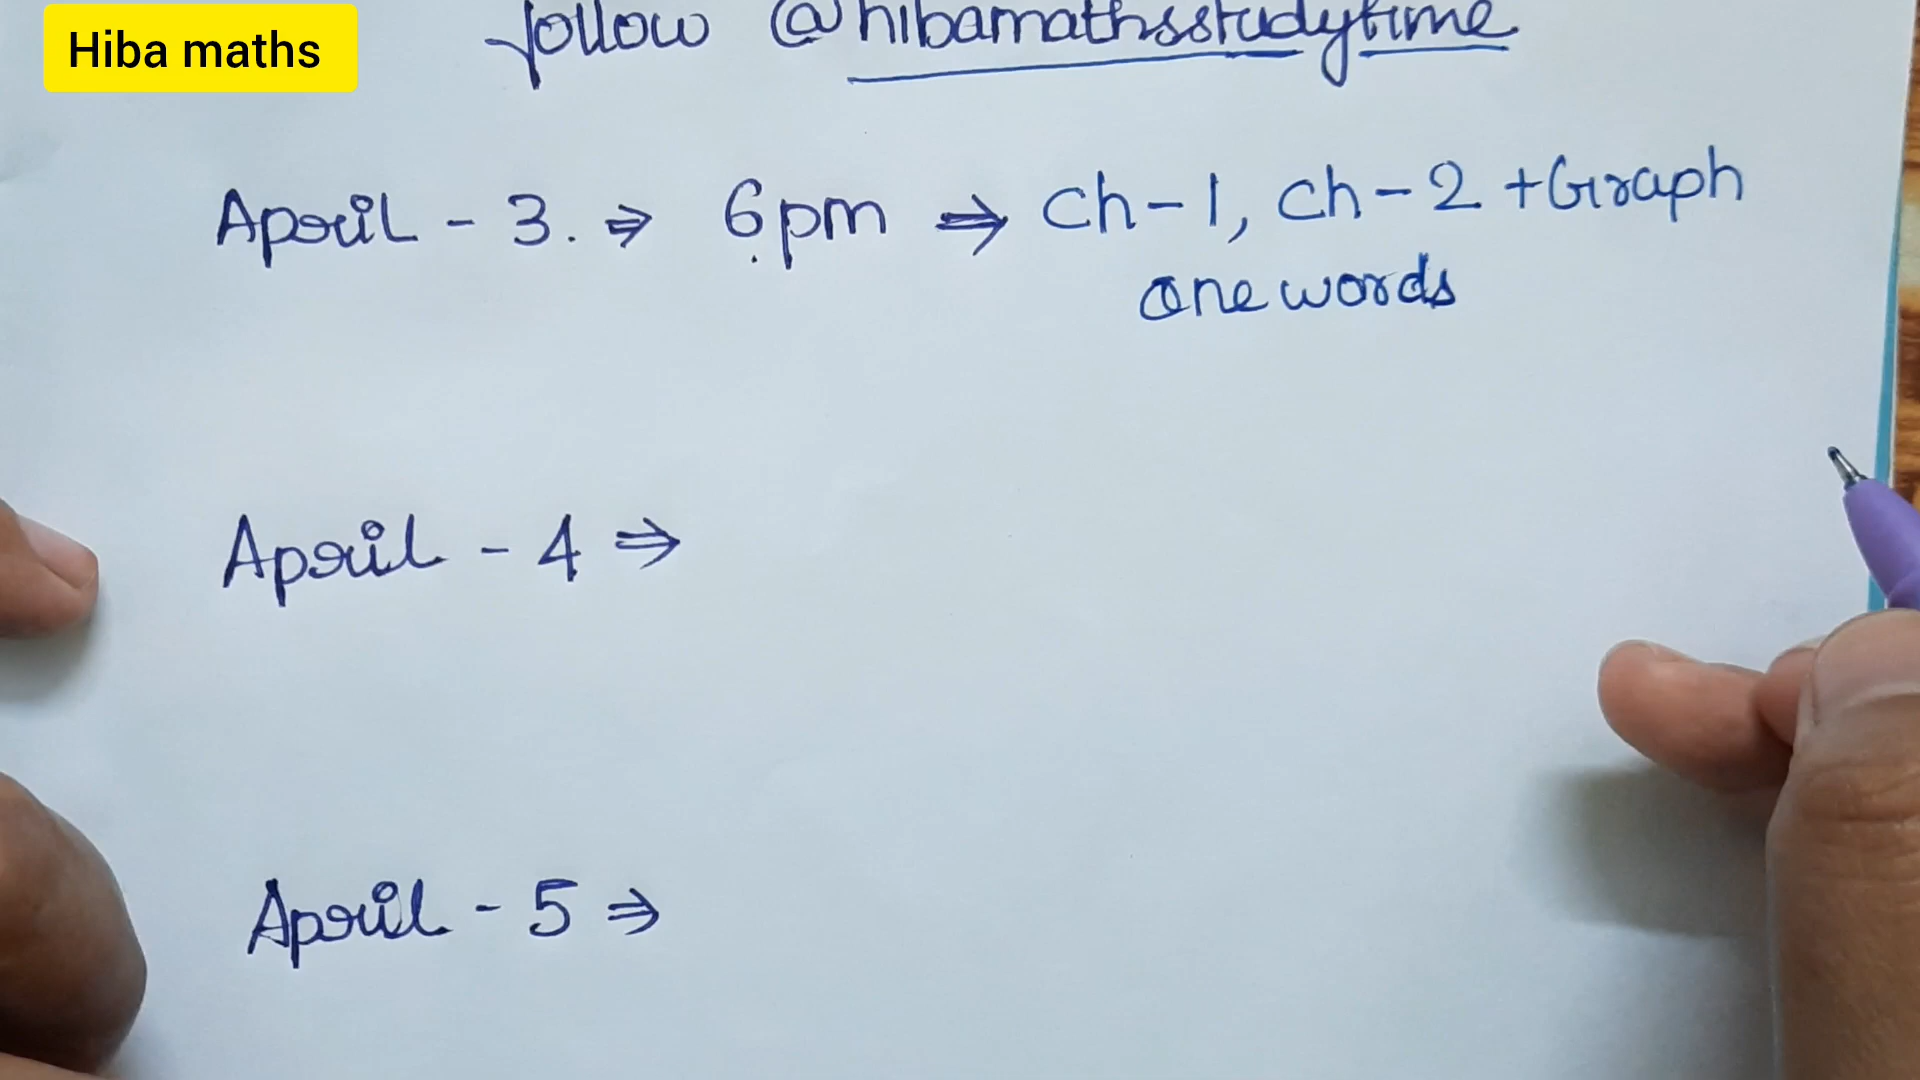 Hiba maths
follow @hibamathsstudytime
April - 3. ⇒ 6pm ⇒ Ch-1, Ch-2 +Graph
One words
April - 4 ⇒
April - 5 ⇒